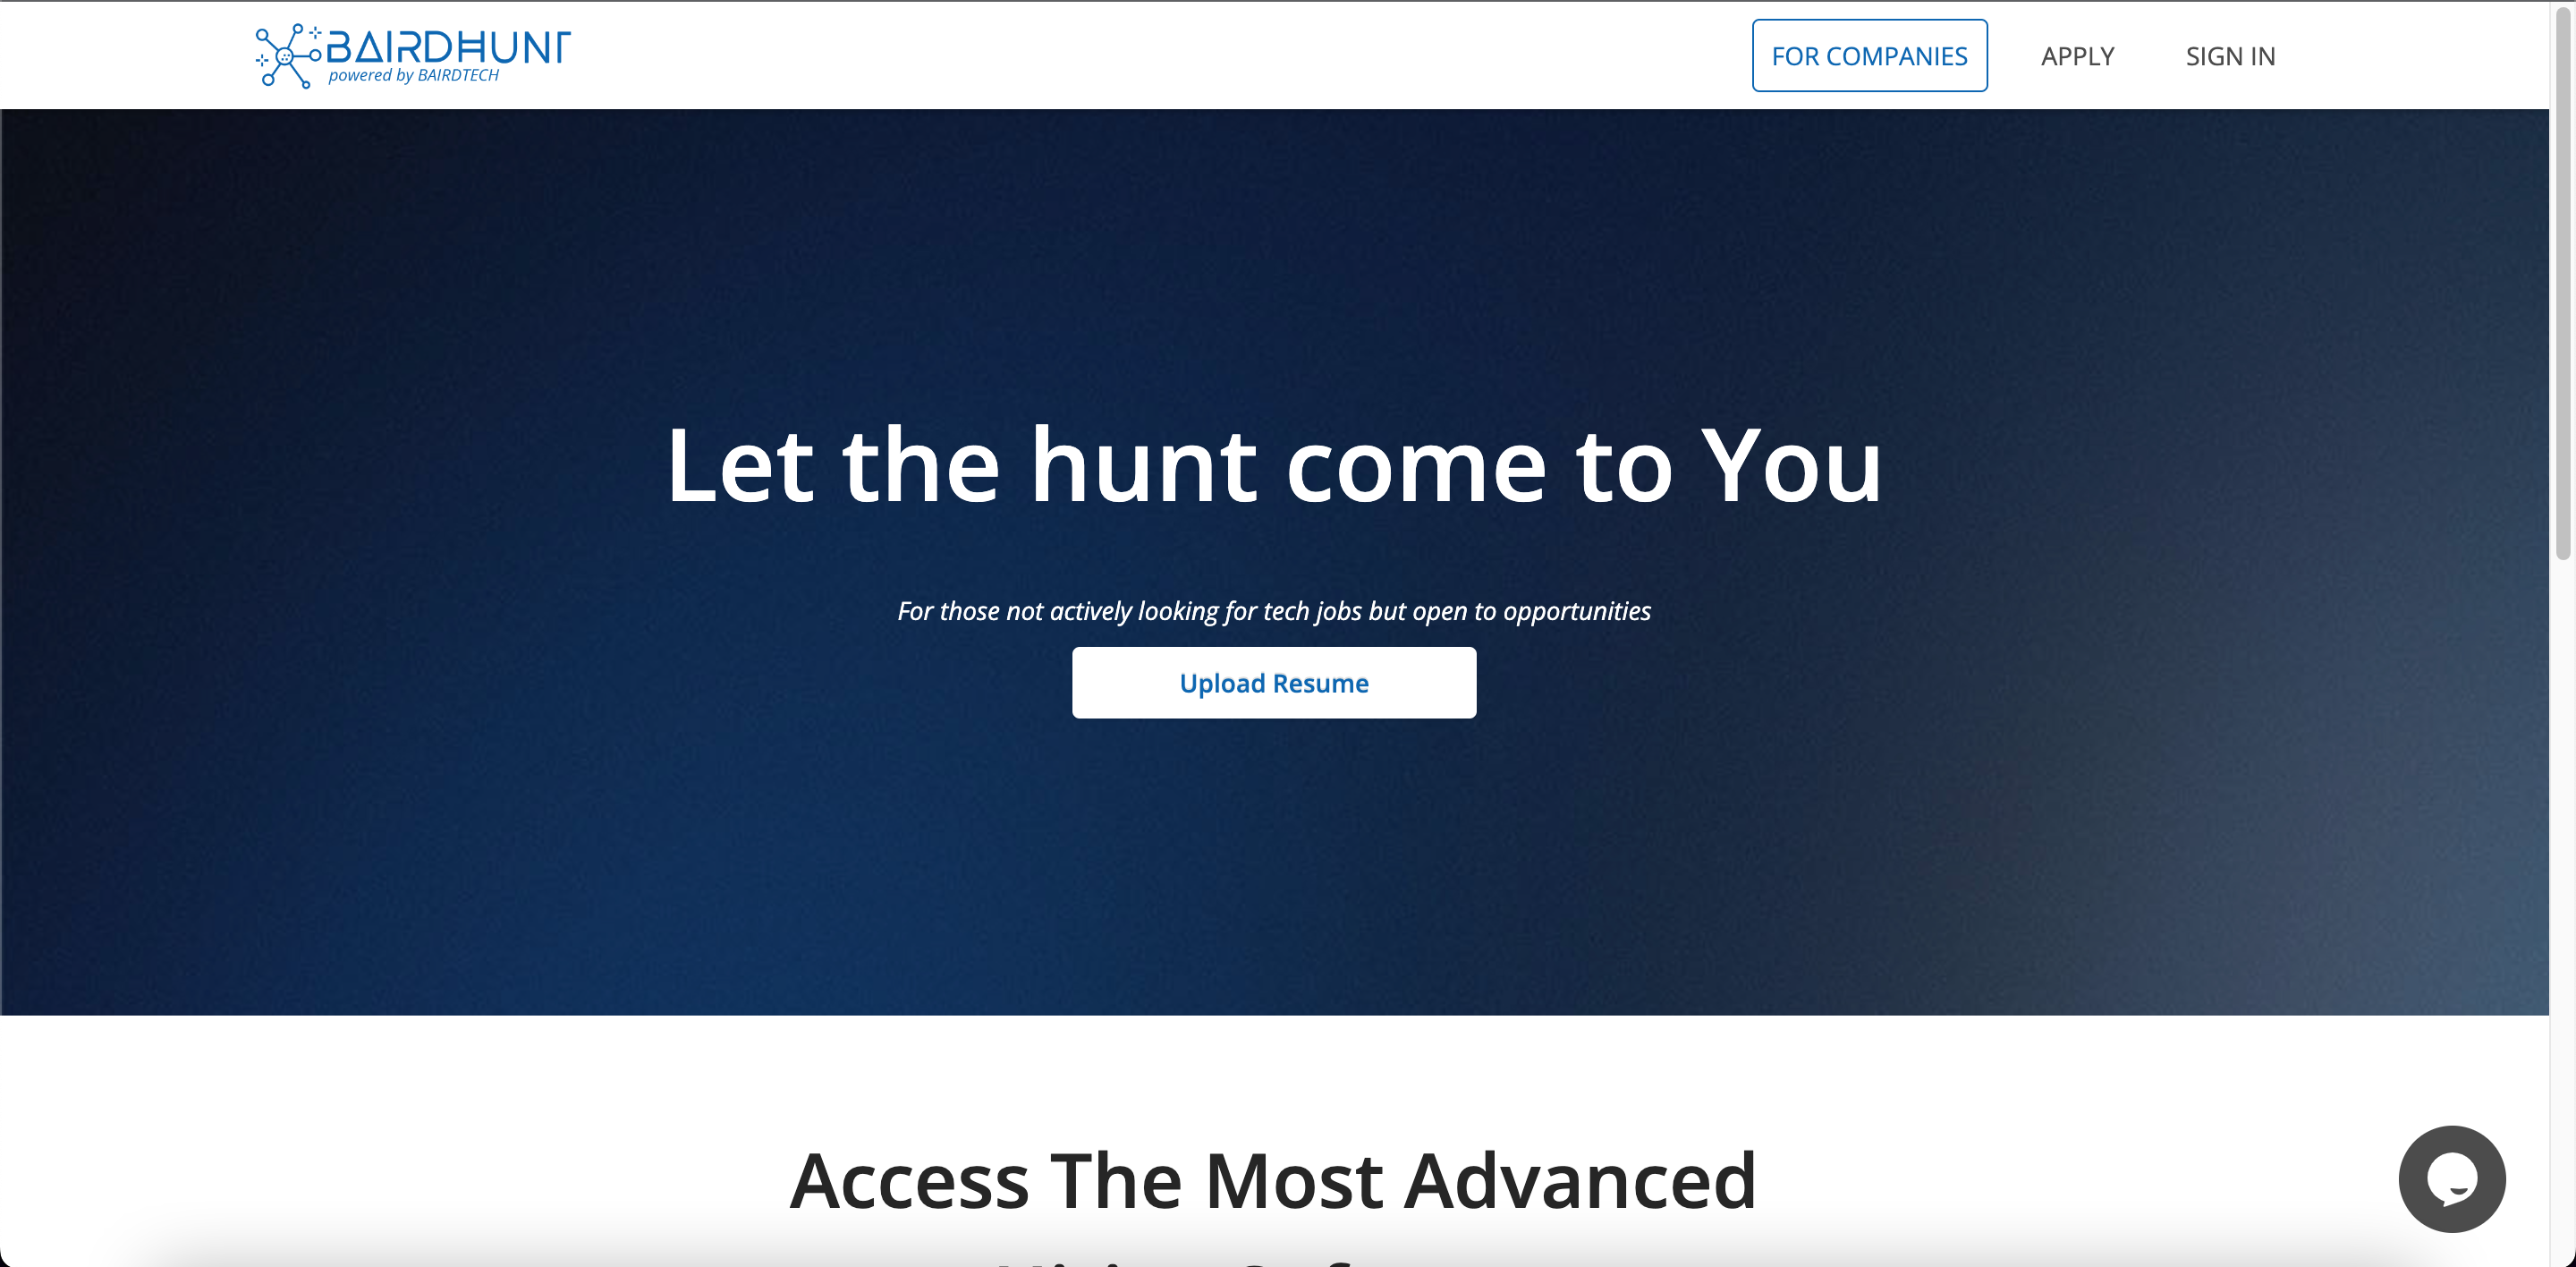 BAIRDHUNT
powered by BAIRDTECH
FOR COMPANIES
APPLY
SIGN IN
Let the hunt come to You
For those not actively looking for tech jobs but open to opportunities
Upload Resume
Access The Most Advanced